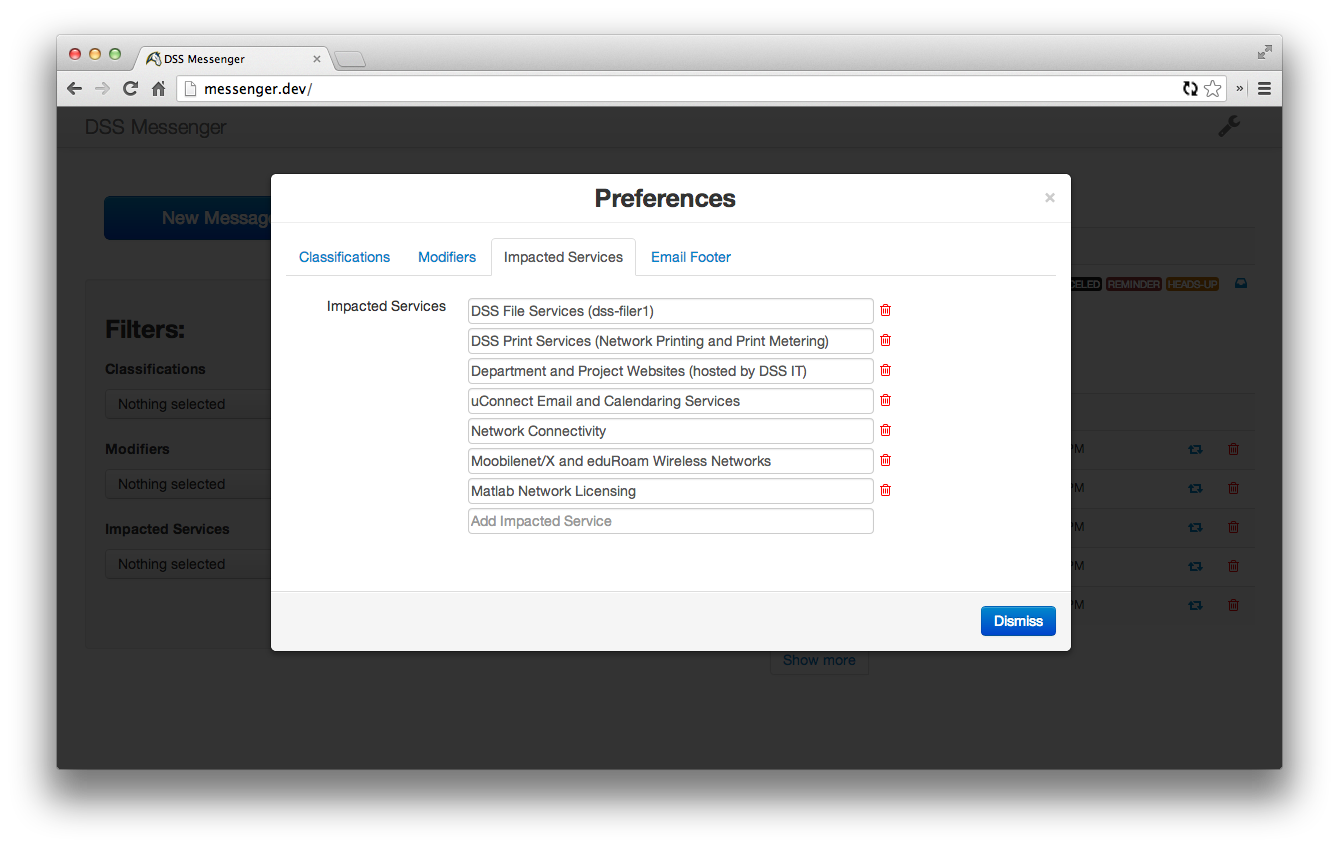 DSS Messenger
messenger.dev/
DSS Messenger
Preferences
New Messag
Classifications
Modifiers
Impacted Services
Email Footer
REMINDER
HEADS-UP
Impacted Services
DSS File Services (dss-filer1)
DSS Print Services (Network Printing and Print Metering)
Department and Project Websites (hosted by DSS IT)
uConnect Email and Calendaring Services
Network Connectivity
Moobilenet/X and eduRoam Wireless Networks
Matlab Network Licensing
Add Impacted Service
Filters:
Classifications
Nothing selected
Modifiers
Nothing selected
Impacted Services
Nothing selected
PM
PM
PM
PM
PM
Dismiss
Show more